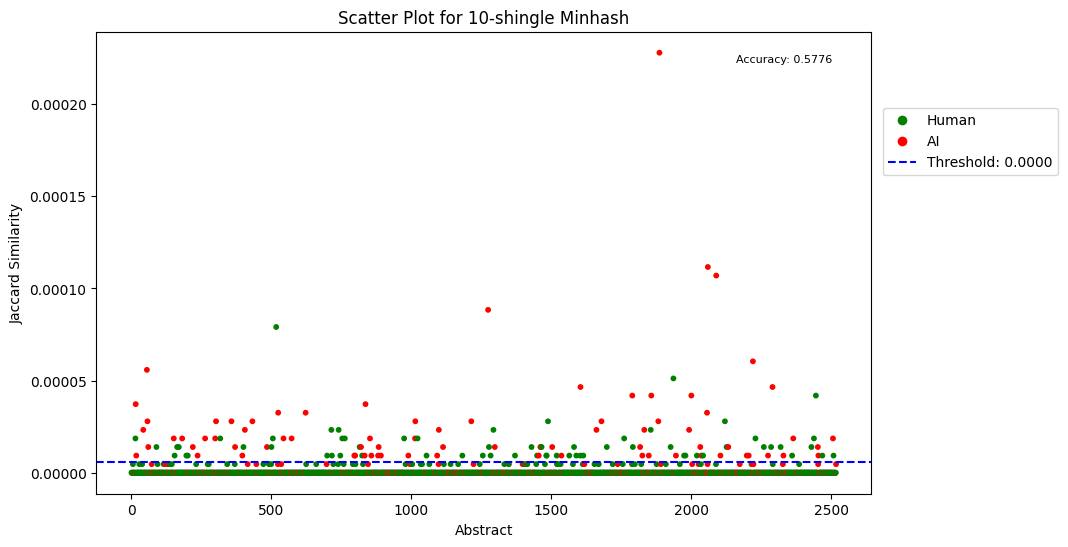 Scatter Plot for 10-shingle Minhash
Accuracy: 0.5776
Human
AI
Threshold: 0.0000
Jaccard Similarity
0.00020
0.00015
0.00010
0.00005
0.00000
0
500
1000
1500
2000
2500
Abstract